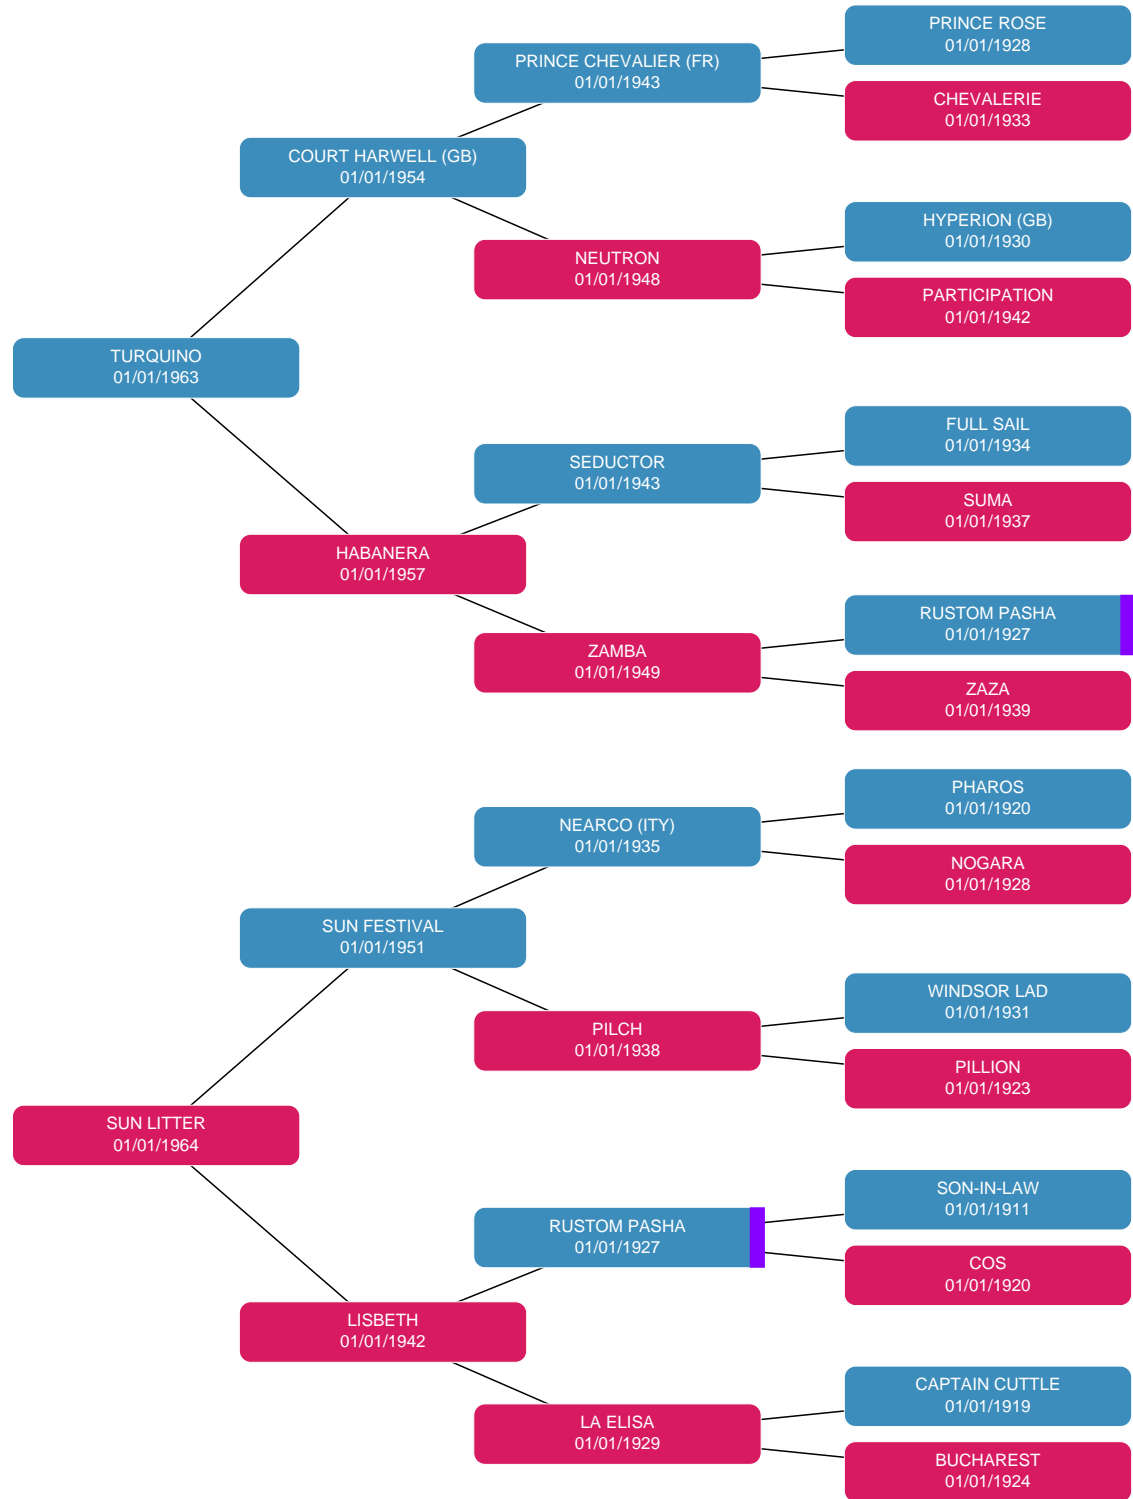 PRINCE ROSE
01/01/1928
PRINCE CHEVALIER (FR)
01/01/1943
CHEVALERIE
01/01/1933
COURT HARWELL (GB)
01/01/1954
HYPERION (GB)
01/01/1930
NEUTRON
01/01/1948
PARTICIPATION
01/01/1942
TURQUINO
01/01/1963
FULL SAIL
01/01/1934
SEDUCTOR
01/01/1943
SUMA
01/01/1937
HABANERA
01/01/1957
RUSTOM PASHA
01/01/1927
ZAMBA
01/01/1949
ZAZA
01/01/1939
PHAROS
01/01/1920
NEARCO (ITY)
01/01/1935
NOGARA
01/01/1928
SUN FESTIVAL
01/01/1951
WINDSOR LAD
01/01/1931
PILCH
01/01/1938
PILLION
01/01/1923
SUN LITTER
01/01/1964
SON-IN-LAW
01/01/1911
RUSTOM PASHA
01/01/1927
COS
01/01/1920
LISBETH
01/01/1942
CAPTAIN CUTTLE
01/01/1919
LA ELISA
01/01/1929
BUCHAREST
01/01/1924